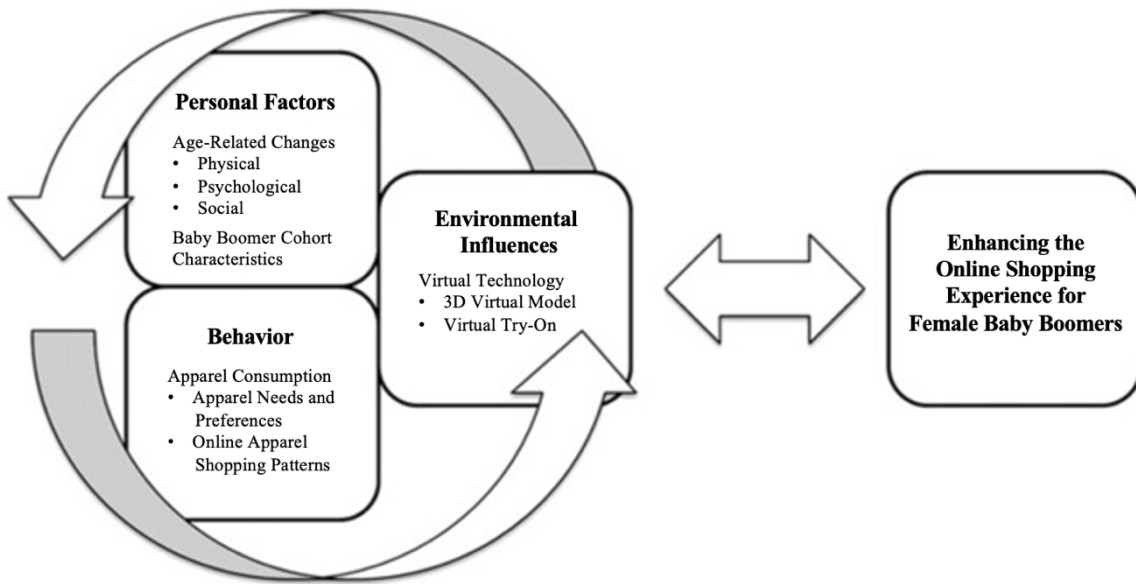 Personal Factors
Age-Related Changes
• Physical
• Psychological
• Social
Baby Boomer Cohort
Characteristics
Behavior
Apparel Consumption
• Apparel Needs and
Preferences
• Online Apparel
Shopping Patterns
Environmental
Influences
Virtual Technology
• 3D Virtual Model
• Virtual Try-On
Enhancing the
Online Shopping
Experience for
Female Baby Boomers